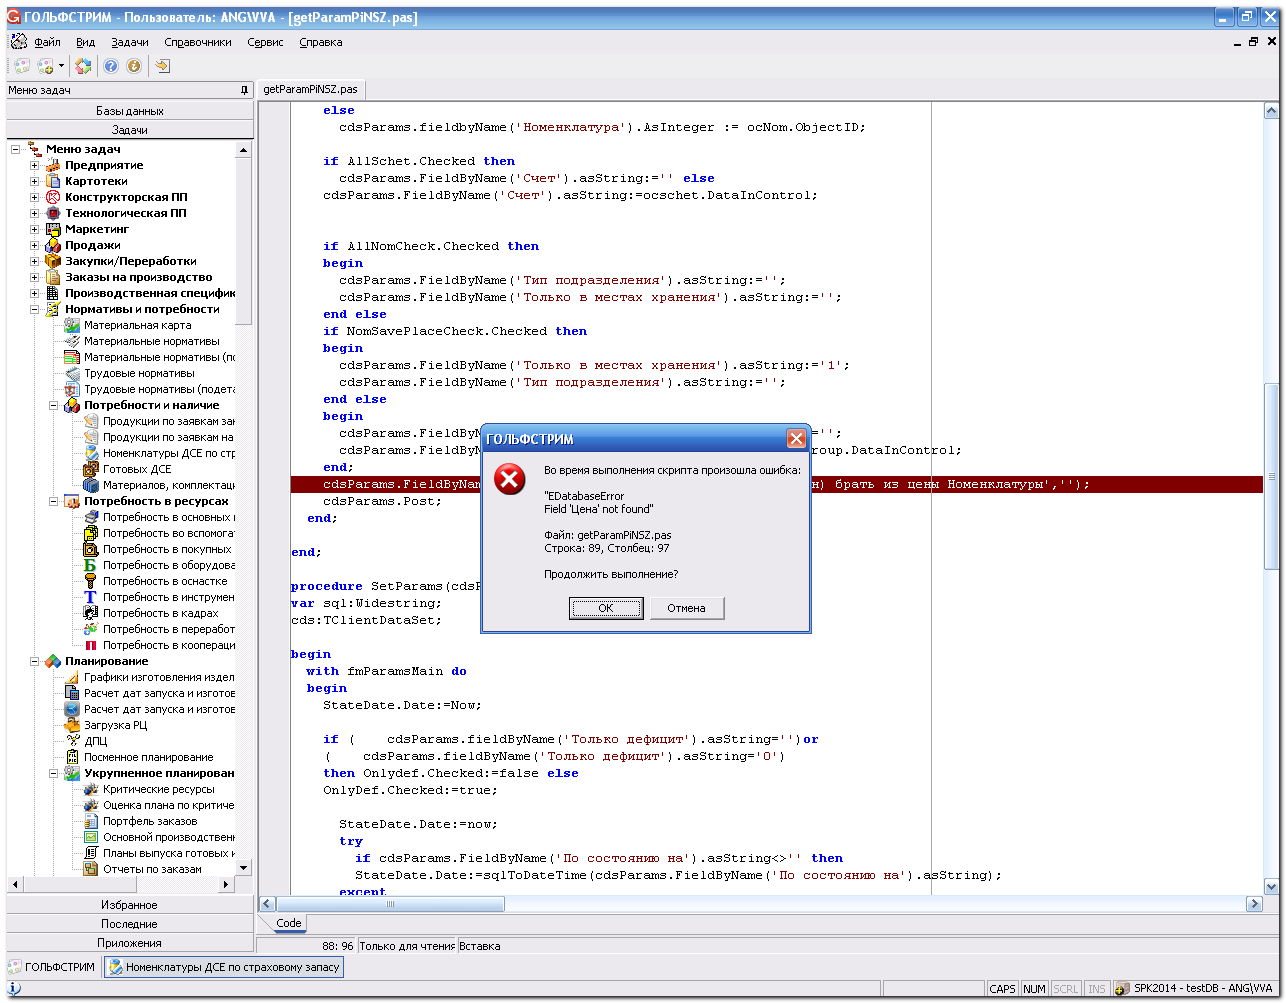 ГОЛЬФСТРИМ - Пользователь: ANG\VVA - [getParamPiNSZ.pas]
Файл Вид Задачи Справочники Сервис Справка
Меню задач
Базы данных
Задачи
Меню задач
Предприятие
Картотеки
Конструкторская ПП
Технологическая ПП
Маркетинг
Продажи
Закупки/Переработки
Заказы на производство
Производственная специфик
Нормативы и потребности
Материальная карта
Материальные нормативы
Материальные нормативы (по
Трудовые нормативы
Трудовые нормативы (подета
Потребности и наличие
Продукции по заявкам зак
Продукции по заявкам на
Номенклатуры ДСЕ по стр
Готовых ДСЕ
Материалов, комплектаци
Потребность в ресурсах
Потребность в основных м
Потребность во вспомога
Потребность в покупных
Потребность в оборудова
Потребность в оснастке
Потребность в инструмен
Потребность в кадрах
Потребность в переработ
Потребность в кооперации
Планирование
Графики изготовления издел
Расчет дат запуска и изготов
Расчет дат запуска и изготов
Загрузка РЦ
ДПЦ
Посменное планирование
Укрупненное планирован
Критические ресурсы
Оценка плана по критиче
Портфель заказов
Основной производственн
Планы выпуска готовых и
Отчеты по заказам
Избранное
Последние
Приложения
getParamPiNSZ.pas
else
cdsParams.fieldbyName('Номенклатура').AsInteger := ocNom.ObjectID;
if AllSchet.Checked then
cdsParams.FieldByName('Счет').asString:='' else
cdsParams.FieldByName('Счет').asString:=ocschet.DataInControl;
if AllNomCheck.Checked then
begin
cdsParams.FieldByName('Тип подразделения').asString:='';
cdsParams.FieldByName('Только в местах хранения').asString:='';
end else
if NomSavePlaceCheck.Checked then
begin
cdsParams.FieldByName('Только в местах хранения').asString:='1';
cdsParams.FieldByName('Тип подразделения').asString:='';
end else
begin
cdsParams.FieldByN ='';
cdsParams.FieldByN roup.DataInControl;
end;
cdsParams.FieldByNam н) брать из цены Номенклатуры','');
cdsParams.Post;
end;
end;
procedure SetParams(cdsP
var sql:Widestring;
cds:TClientDataSet;
begin
with fmParamsMain do
begin
StateDate.Date:=Now;
if ( cdsParams.fieldByName('Только дефицит').asString='')or
( cdsParams.fieldByName('Только дефицит').asString='0')
then Onlydef.Checked:=false else
OnlyDef.Checked:=true;
StateDate.Date:=now;
try
if cdsParams.FieldByName('По состоянию на').asString<>'' then
StateDate.Date:=sqlToDateTime(cdsParams.FieldByName('По состоянию на').asString);
except
ГОЛЬФСТРИМ
Во время выполнения скрипта произошла ошибка:
"EDatabaseError
Field 'Цена' not found"
Файл: getParamPiNSZ.pas
Строка: 89, Столбец: 97
Продолжить выполнение?
ОК Отмена
Code
88: 96 Только для чтения Вставка
ГОЛЬФСТРИМ Номенклатуры ДСЕ по страховому запасу
CAPS NUM SCRL INS SPK2014 - testDB - ANG\VVA